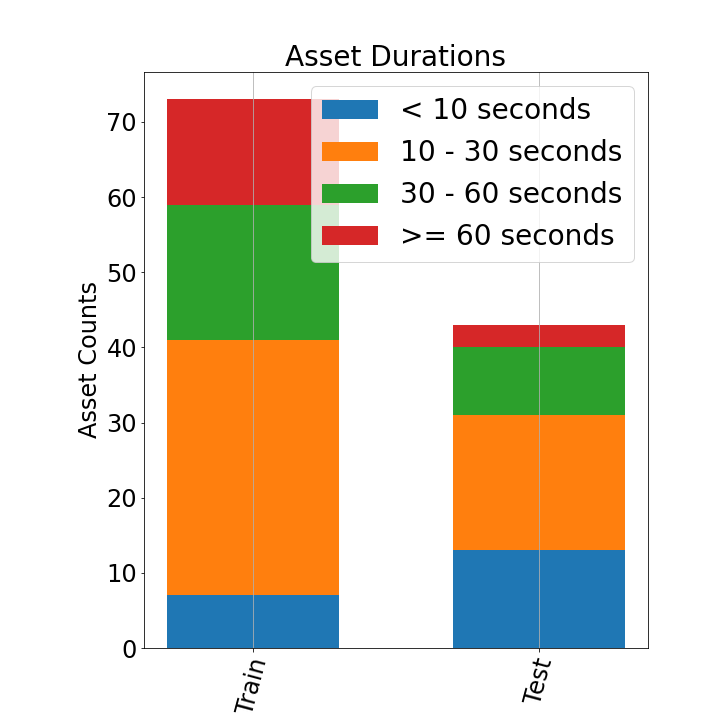 Asset Durations
< 10 seconds
10 - 30 seconds
30 - 60 seconds
>= 60 seconds
70
60
50
40
30
20
10
0
Asset Counts
Train
Test